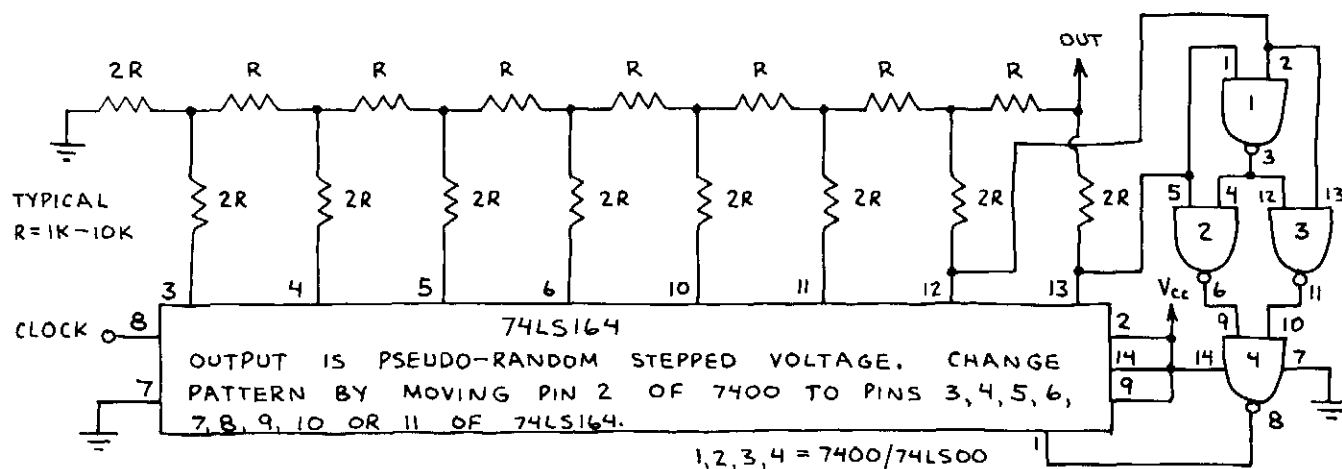 OUT
2R R R R R R R R
1 2
1
3
TYPICAL
R=1K-10K
2R 2R 2R 2R 2R 2R 2R 2R
5 4 12 13
2 3
6 11
3 4 5 6 10 11 12 13
Vcc
CLOCK 8
74LS164
2
9 10
OUTPUT IS PSEUDO-RANDOM STEPPED VOLTAGE. CHANGE
14
14 4 7
7
PATTERN BY MOVING PIN 2 OF 7400 TO PINS 3, 4, 5, 6,
9
7, 8, 9, 10 OR 11 OF 74LS164.
8
1
1, 2, 3, 4 = 7400/74LS00